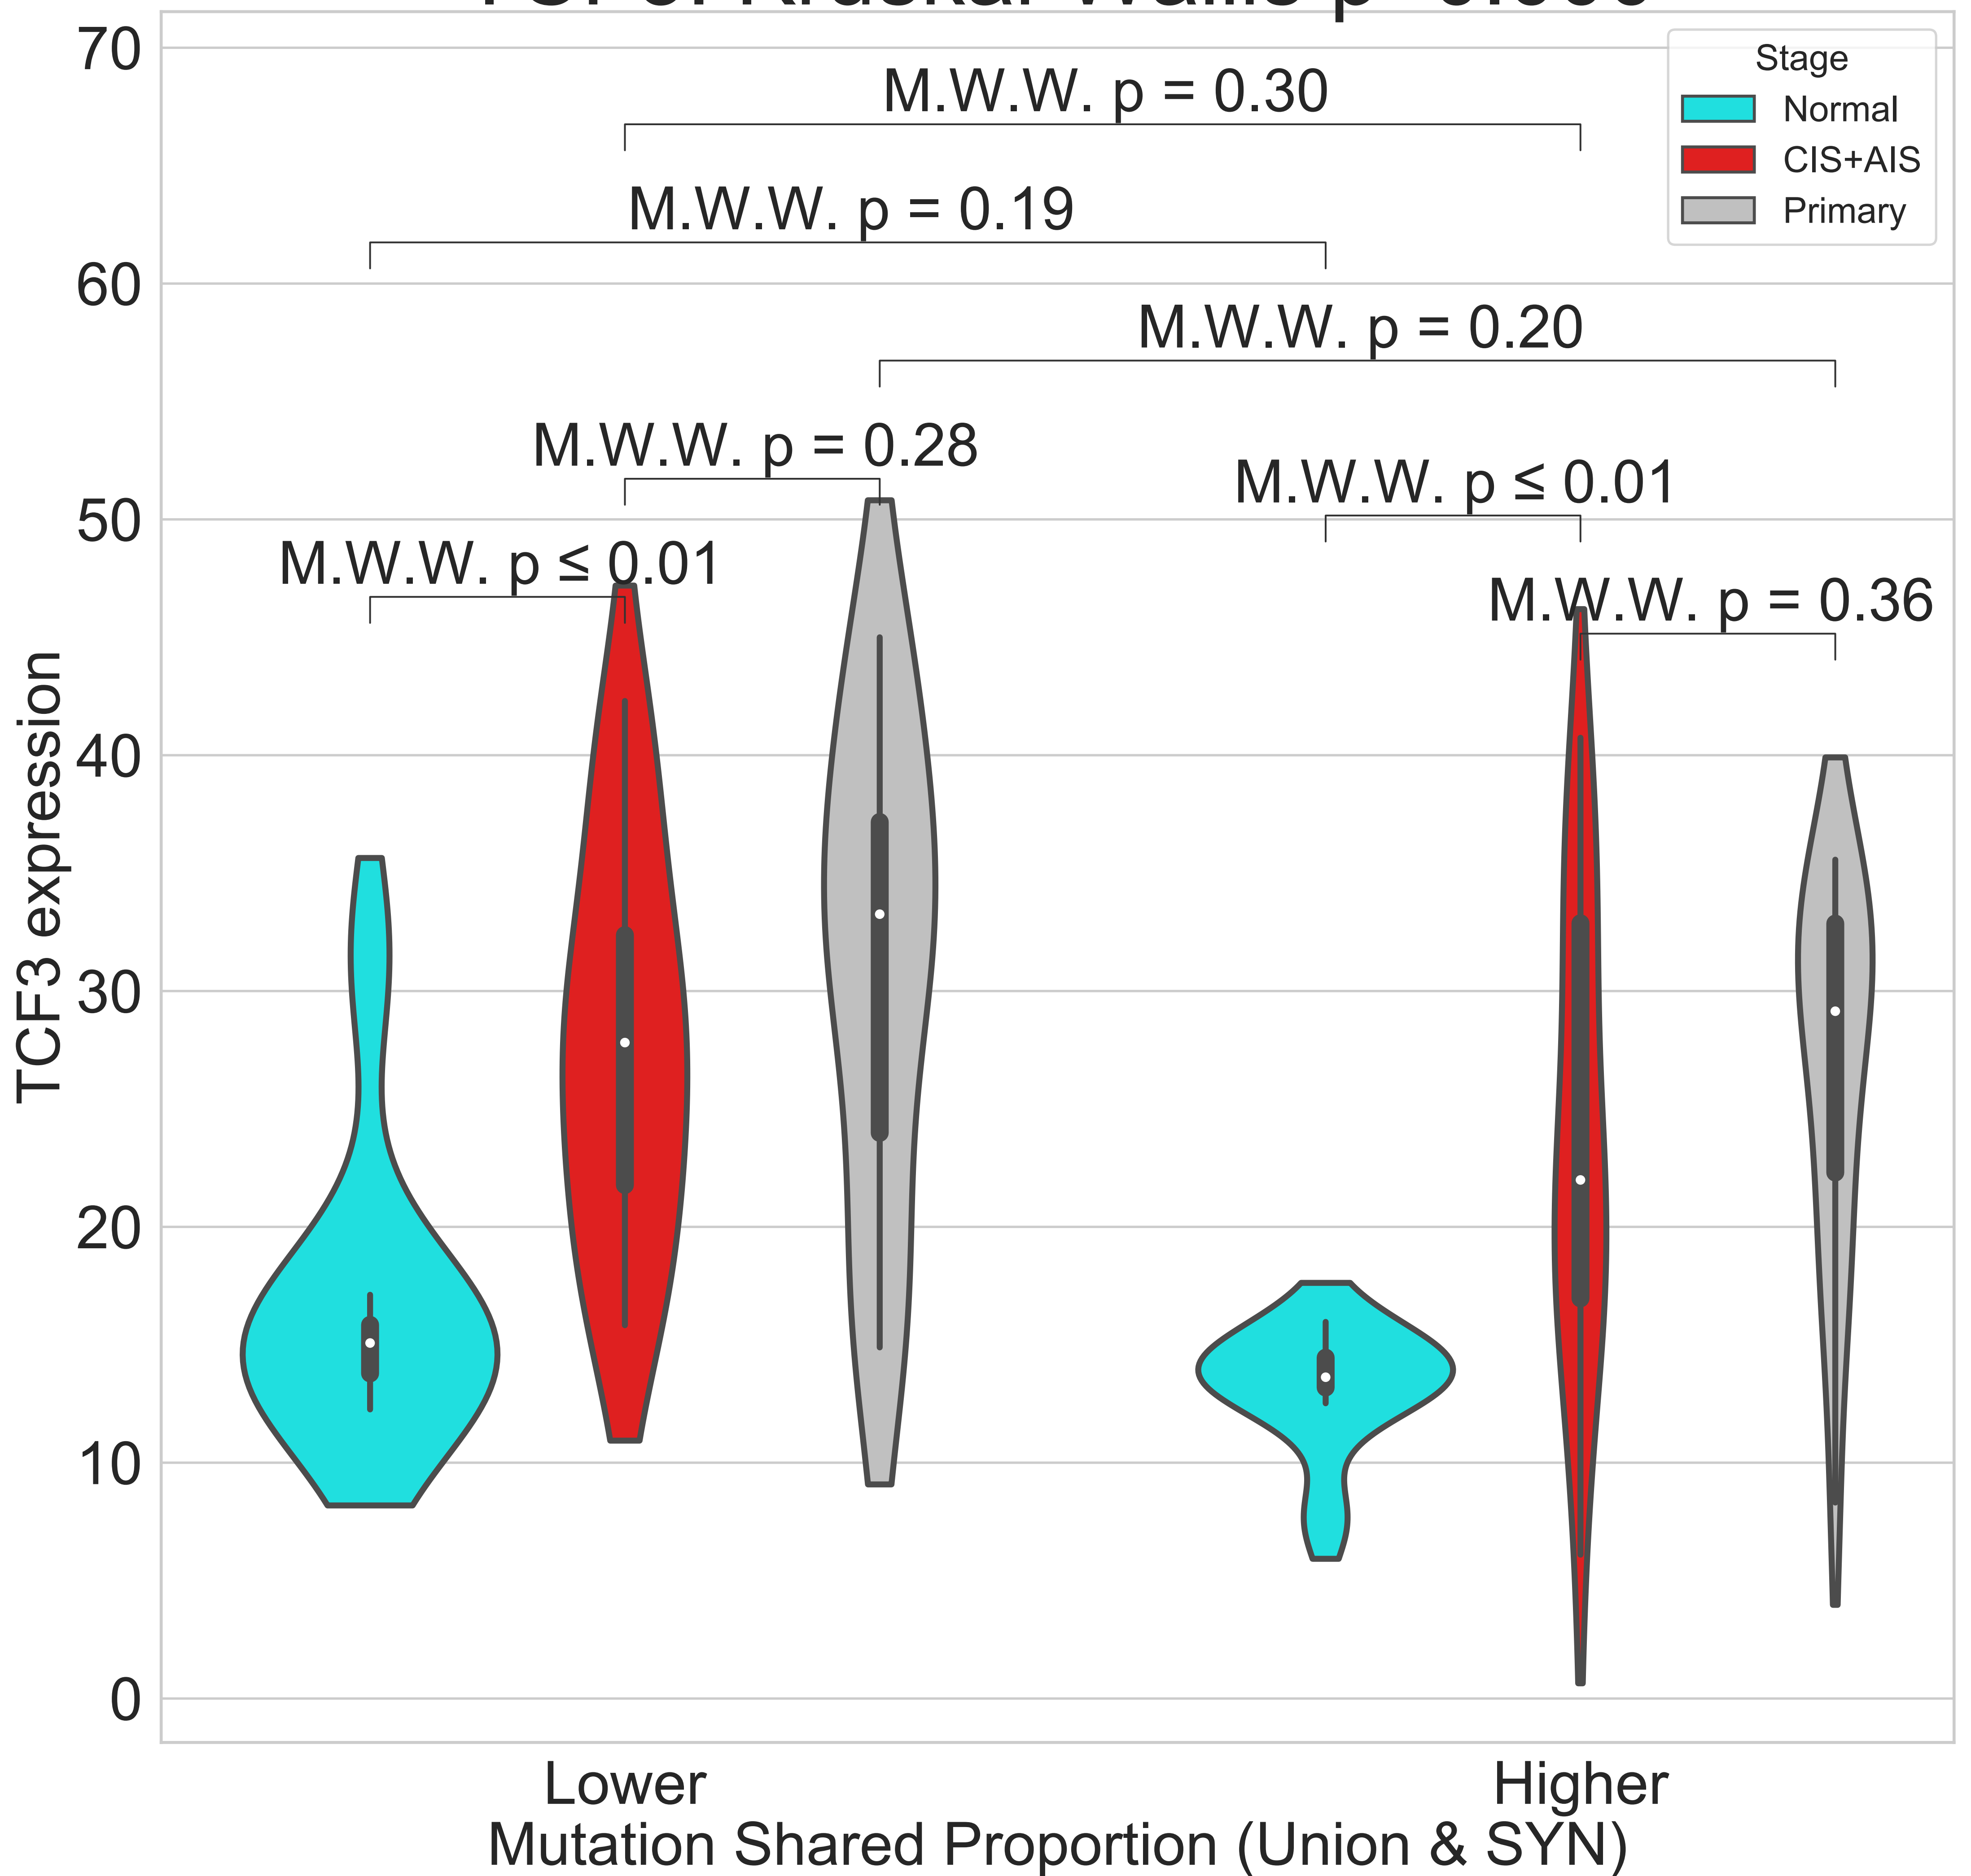 70
M.W.W. p = 0.30
Stage
Normal
CIS+AIS
Primary
M.W.W. p = 0.19
60
M.W.W. p = 0.20
M.W.W. p = 0.28
M.W.W. p ≤ 0.01
50
M.W.W. p ≤ 0.01
M.W.W. p = 0.36
TCF3 expression
40
30
20
10
0
Lower
Higher
Mutation Shared Proportion (Union & SYN)